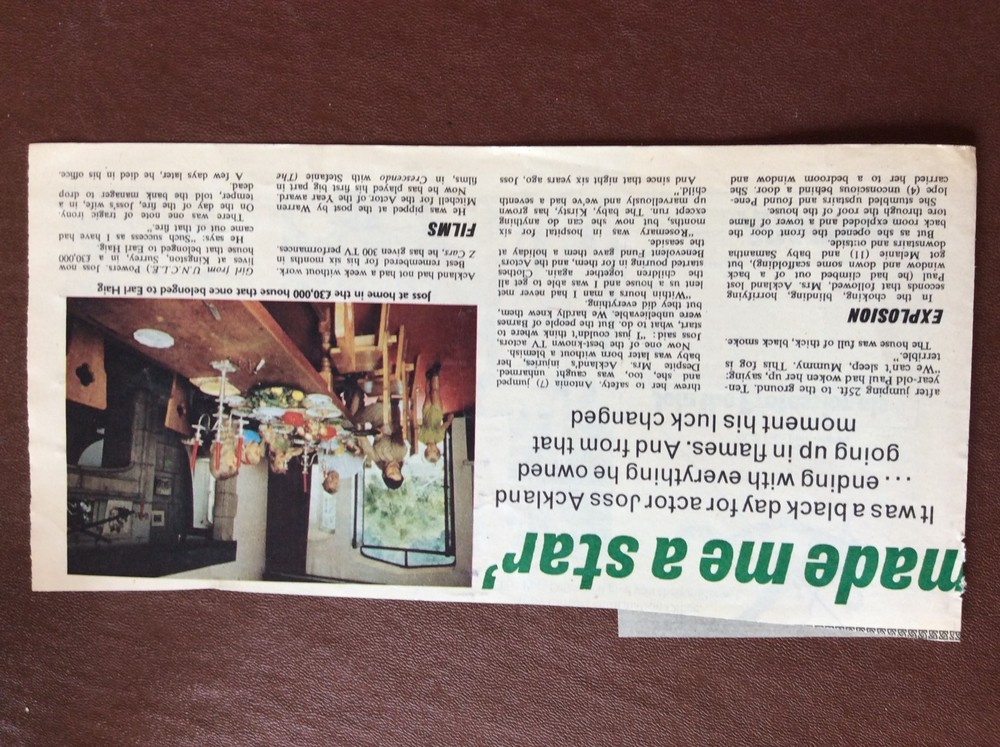 made me a star'
It was a black day for actor Joss Ackland
... ending with everything he owned
going up in flames. And from that
moment his luck changed
after jumping 25ft. to the ground. Ten-
year-old Paul had woken her up, saying:
"We can't sleep, Mummy. This fog is
terrible."
The house was full of thick, black smoke.
EXPLOSION
In the choking, blinding, horrifying
seconds that followed, Mrs. Ackland lost
Paul (he had climbed out of a back
window and down some scaffolding), but
got Melanie (11) and baby Samantha
downstairs and outside.
But as she opened the front door the
back room exploded and a tower of flame
tore through the roof of the house.
She stumbled upstairs and found Pene-
lope (4) unconscious behind a door. She
carried her to a bedroom window and
threw her to safety. Antonia (7) jumped
and she, too, was caught unharmed.
Despite Mrs. Ackland's injuries, her
baby was later born without a blemish.
Now one of the best-known TV actors,
Joss said: "I just couldn't think where to
start, what to do. But the people of Barnes
were unbelievable. We hardly knew them,
but they did everything.
"Within hours a man I had never met
lent us a house and I was able to get all
the children together again. Clothes
started pouring in for them, and the Actors'
Benevolent Fund gave them a holiday at
the seaside.
"Rosemary was in hospital for six
months, but now she can do anything
except run. The baby, Kirsty, has grown
up marvellously and we've had a seventh
child."
And since that night six years ago, Joss
Joss at home in the £30,000 house that once belonged to Earl Haig
Ackland had not had a week without work.
Best remembered for his six months in
Z Cars, he has given 300 TV performances.
FILMS
He was pipped at the post by Warren
Mitchell for the Actor of the Year award.
Now he has played his first big part in
films, in Crescendo with Stefanie (The
Girl From U.N.C.L.E.) Powers. Joss now
lives at Kingston, Surrey, in a £30,000
house that belonged to Earl Haig.
He says: "Such success as I have had
came out of that fire."
There was one note of tragic irony.
On the day of the fire, Joss's wife, in a
temper, told the bank manager to drop
dead.
A few days later, he died in his office.